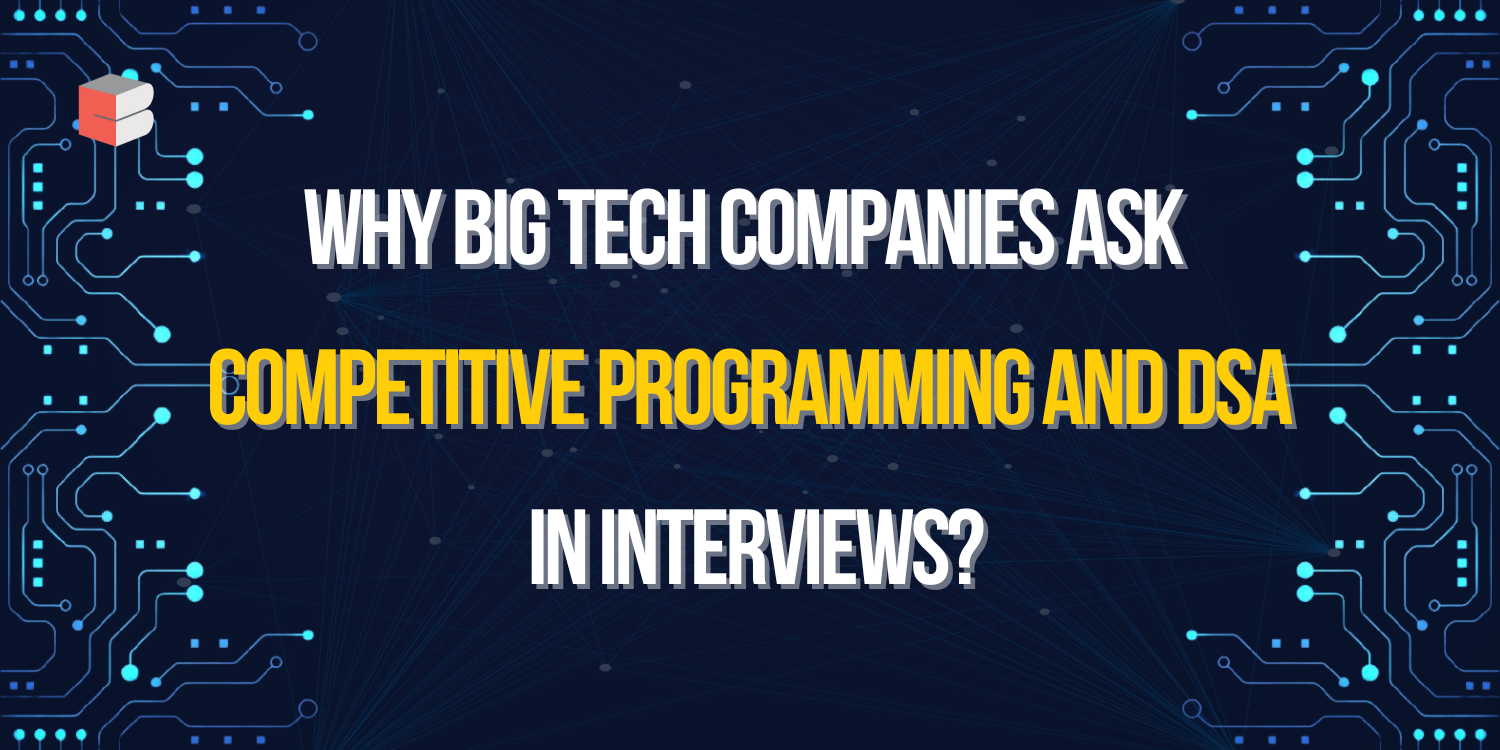 WHY BIG TECH COMPANIES ASK
COMPETITIVE PROGRAMMING AND DSA
IN INTERVIEWS?